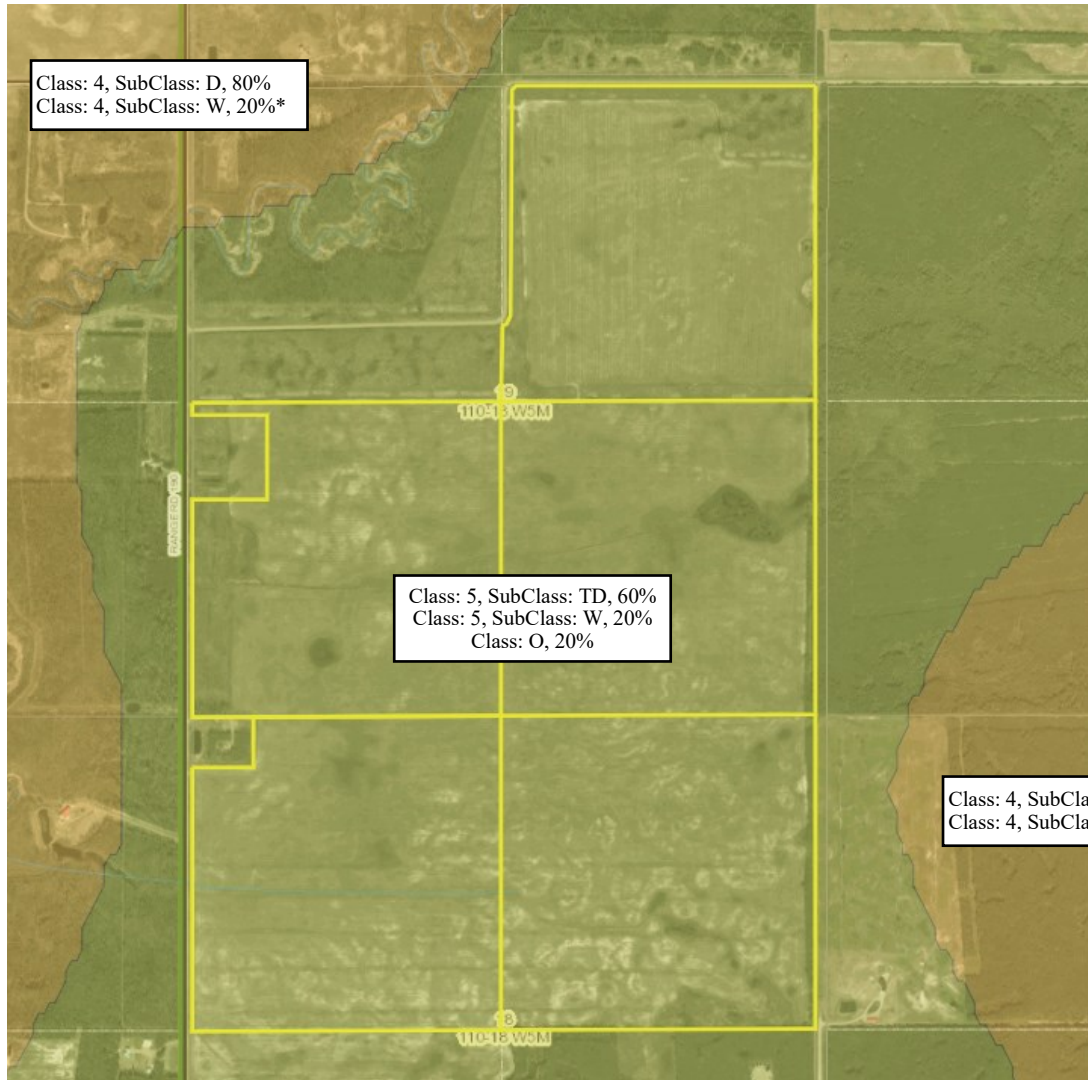 Class: 4, SubClass: D, 80%
Class: 4, SubClass: W, 20%*
19
110-18 W5M
RANGE RD 190
Class: 5, SubClass: TD, 60%
Class: 5, SubClass: W, 20%
Class: O, 20%
Class: 4, SubCla
Class: 4, SubCla
18
110-18 W5M